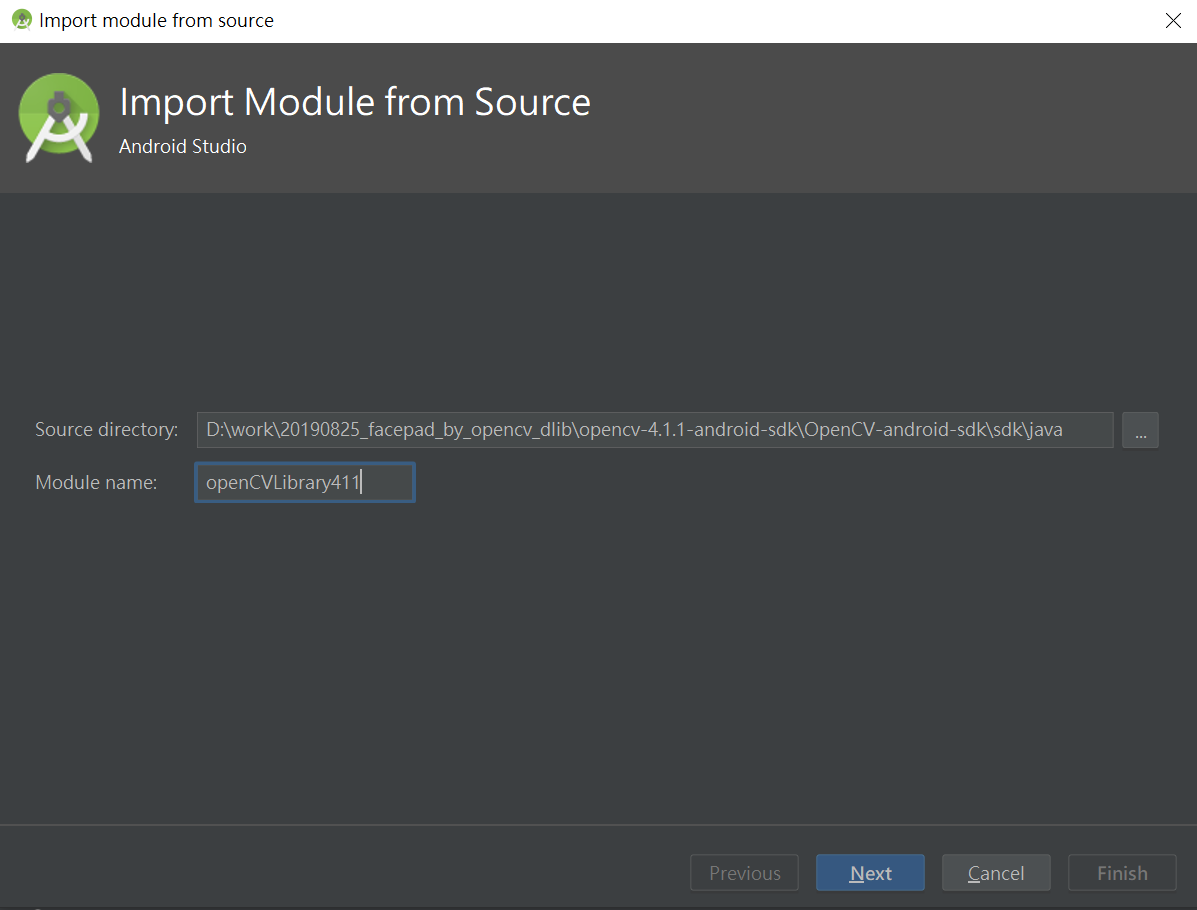 Import module from source
Import Module from Source
Android Studio
Source directory: D:\work\20190825_facepad_by_opencv_dlib\opencv-4.1.1-android-sdk\OpenCV-android-sdk\sdk\java ...
Module name: openCVLibrary411
Previous Next Cancel Finish